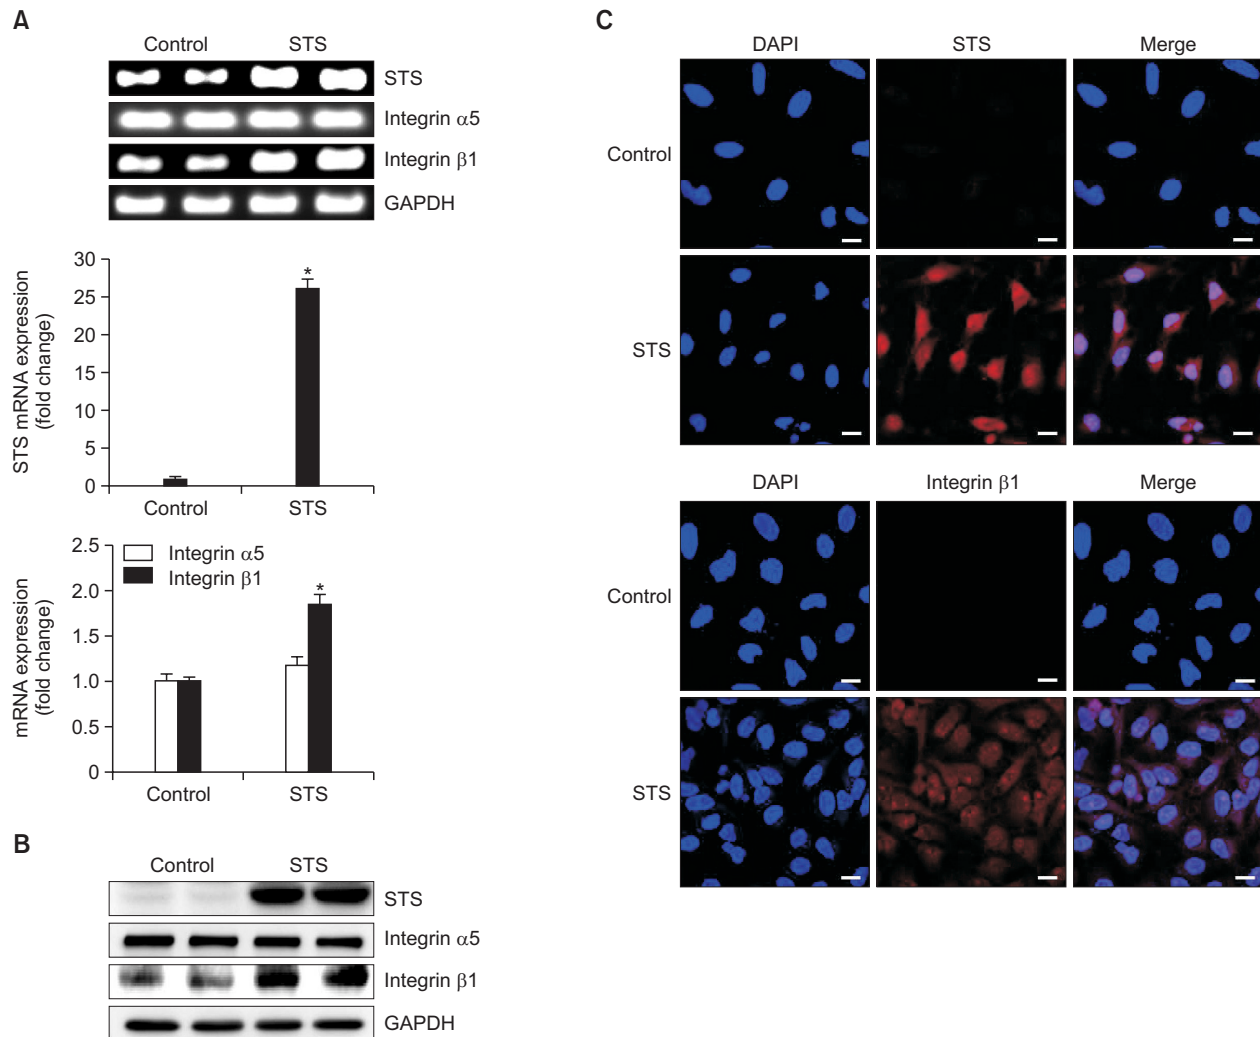 A
Control STS
STS
Integrin α5
Integrin β1
GAPDH
STS mRNA expression
(fold change)
30
25
20
15
10
5
0
*
Control STS
mRNA expression
(fold change)
2.5
2.0
1.5
1.0
0.5
0
Integrin α5
Integrin β1
*
Control STS
B
Control STS
STS
Integrin α5
Integrin β1
GAPDH
C
DAPI STS Merge
Control
STS
DAPI Integrin β1 Merge
Control
STS